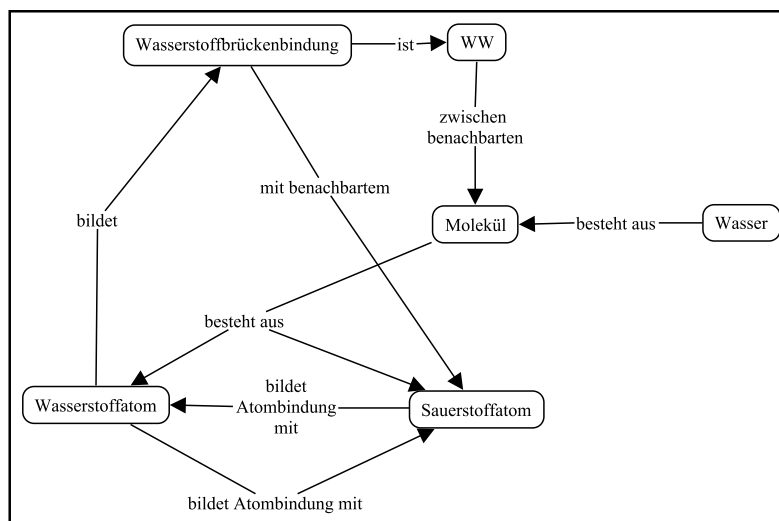 Wasserstoffbrückenbindung
ist
WW
zwischen
benachbarten
mit benachbartem
bildet
Molekül
besteht aus
Wasser
besteht aus
Wasserstoffatom
bildet
Atombindung
mit
Sauerstoffatom
bildet Atombindung mit